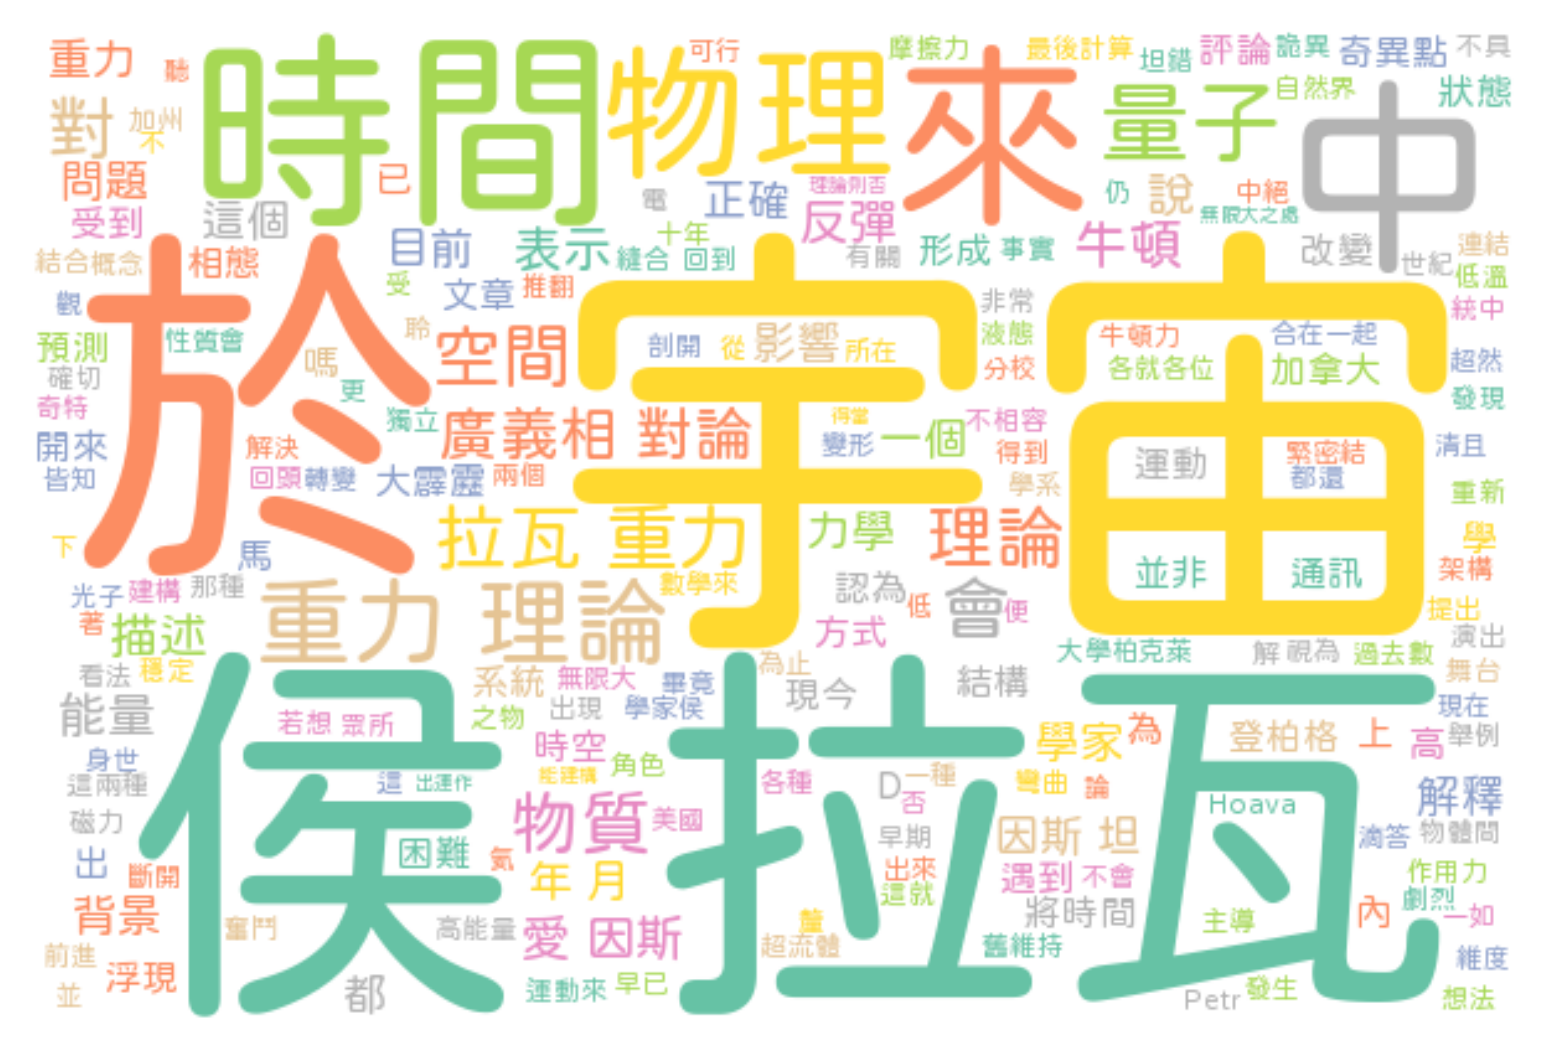 重力
聽
時間
物理
可行
來
摩擦力
最後計算
坦錯
評論
詭異
奇異點
不具
對
加州
不
量子
自然界
狀態
中
問題
已
電
正確
理論則否
反彈
仍
說
中絕
無限大之處
受到
這個
目前
表示
十年
縫合
回到
有關
形成
事實
牛頓
改變
世紀
連結
低溫
結合概念
相態
於
受
文章
推翻
宇宙
非常
統中
觀
預測
性質會
聆
嗎
空間
剖開
從
影響
所在
液態
分校
牛頓力
合在一起
各就各位
加拿大
超然
確切
更
發現
奇特
獨立
廣義相
對論
得當
變形
一個
不相容
得到
開來
解決
運動
緊密結
都還
清且
皆知
回頭
轉變
大霹靂
兩個
學系
重新
下
馬
拉瓦
重力
力學
理論
並非
通訊
學
架構
光子
建構
那種
重力
理論
數學來
認為
低
會
便
提出
著
描述
方式
演出
看法
穩定
侯拉瓦
為止
大學柏克萊
解
視為
過去數
舞台
能量
系統
無限大
畢竟
現今
結構
現在
若想
眾所
之物
出現
學家侯
時空
學家
為
登柏格
上
高
舉例
身世
這兩種
這
出運作
能建構
角色
各種
D
一種
否
彎曲
論
Hoava
解釋
磁力
物質
美國
早期
因斯
坦
滴答
物體間
出
斷開
困難
氦
年
月
出來
這就
遇到
不會
作用力
劇烈
背景
奮鬥
高能量
愛
因斯
釐
超流體
將時間
舊維持
主導
內
一如
前進
並
浮現
都
運動來
早已
Petr
發生
維度
想法